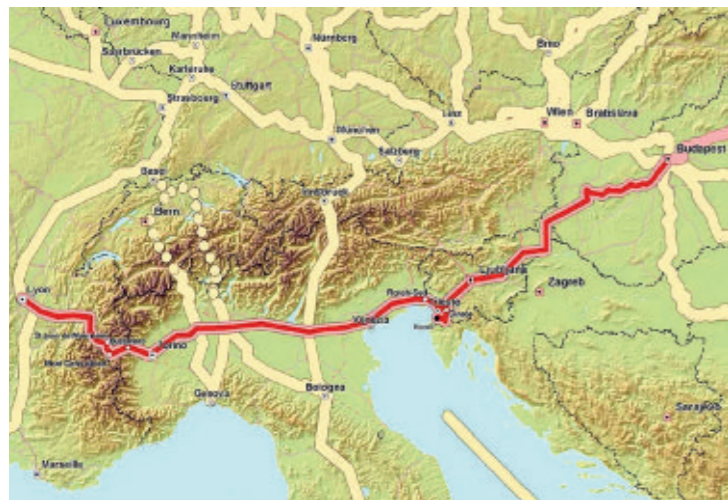 Luxembourg
Mannheim
Nürnberg
Brno
Saarbrücken
Karlsruhe
Stuttgart
Strasbourg
Linz
Wien
Bratislava
München
Salzburg
Budapest
Basel
Innsbruck
Bern
Ljubljana
Zagreb
Lyon
Trieste
Venezia
Torino
Genova
Bologna
Sarajevo
Marseille